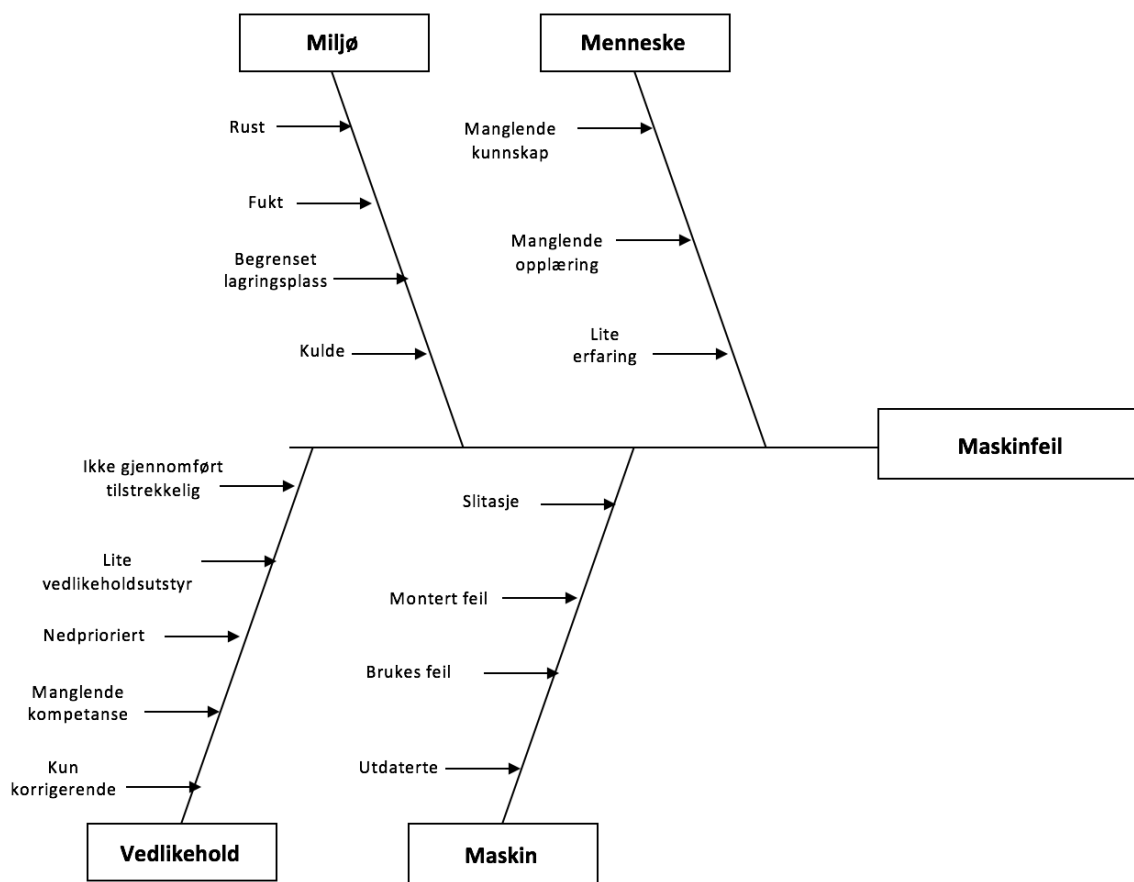 Miljø
Menneske
Rust
Manglende
kunnskap
Fukt
Manglende
opplæring
Begrenset
lagringsplass
Kulde
Lite
erfaring
Maskinfeil
Ikke gjennomført
tilstrekkelig
Slitasje
Lite
vedlikeholdsutstyr
Montert feil
Nedprioriert
Brukes feil
Manglende
kompetanse
Utdaterte
Kun
korrigerende
Vedlikehold
Maskin